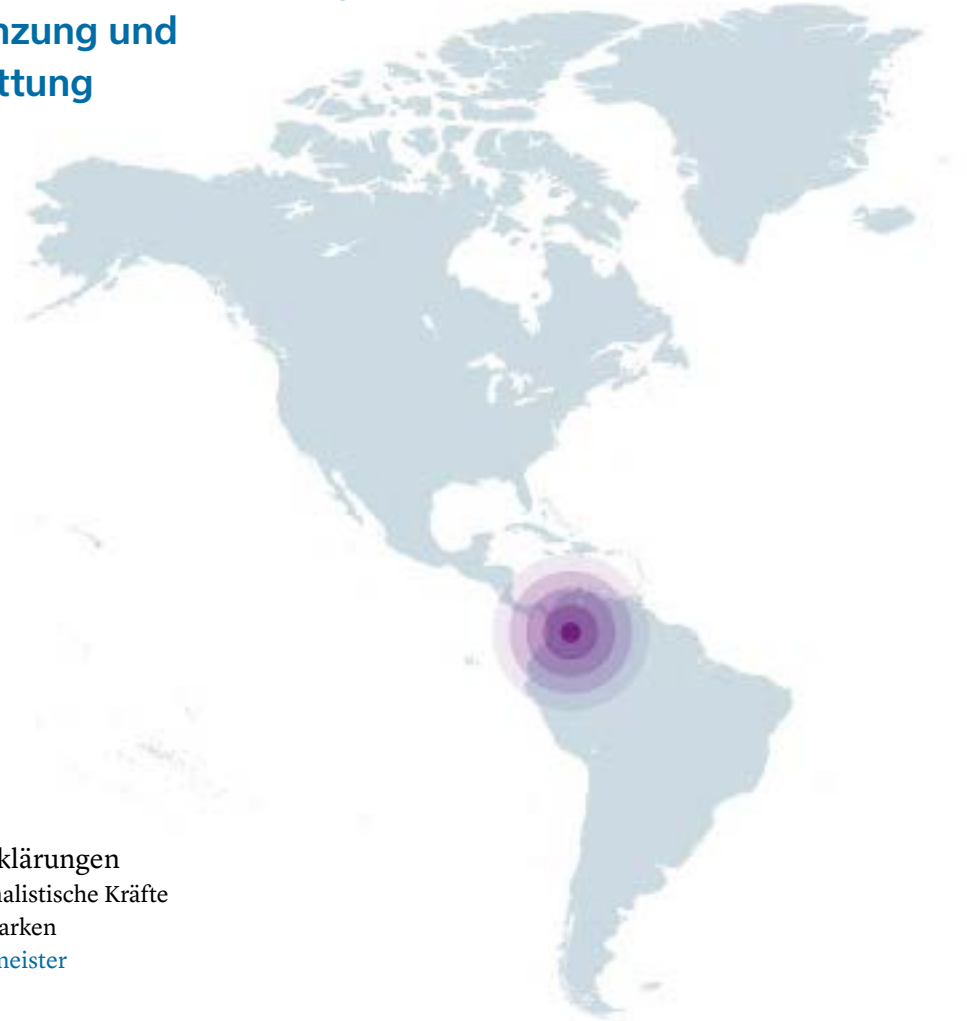 nzung und
ttung
klärungen
nalistische Kräfte
arken
neister